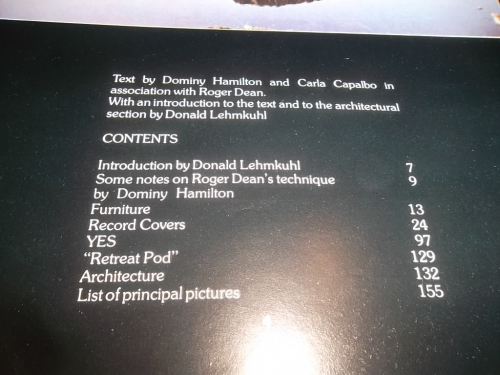 Text by Dominy Hamilton and Carla Capalbo in
association with Roger Dean.
With an introduction to the text and to the architectural
section by Donald Lehmkuhl
CONTENTS
Introduction by Donald Lehmkuhl 7
Some notes on Roger Dean's technique 9
by Dominy Hamilton
Furniture 13
Record Covers 24
YES 97
"Retreat Pod" 129
Architecture 132
List of principal pictures 155